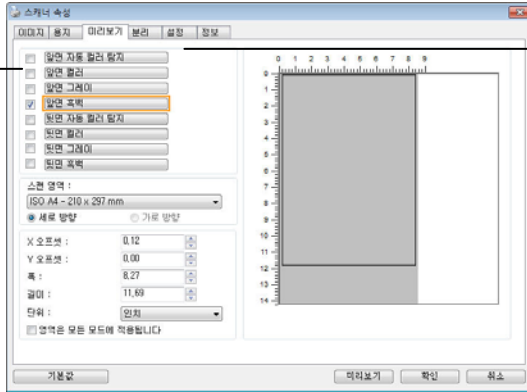 스캐너 속성
이미지 용지 미리보기 분리 설정 정보
앞면 자동 컬러 탐지
앞면 컬러
앞면 그레이
앞면 흑백
뒷면 자동 컬러 탐지
뒷면 컬러
뒷면 그레이
뒷면 흑백
스캔 영역 :
ISO A4 - 210 x 297 mm
세로 방향 가로 방향
X 오프셋 : 0,12
Y 오프셋 : 0,00
폭 : 8,27
길이 : 11,69
단위 : 인치
영역은 모든 모드에 적용됩니다
0 1 2 3 4 5 6 7 8 9
0
1
2
3
4
5
6
7
8
9
10
11
12
13
14
기본값 미리보기 확인 취소